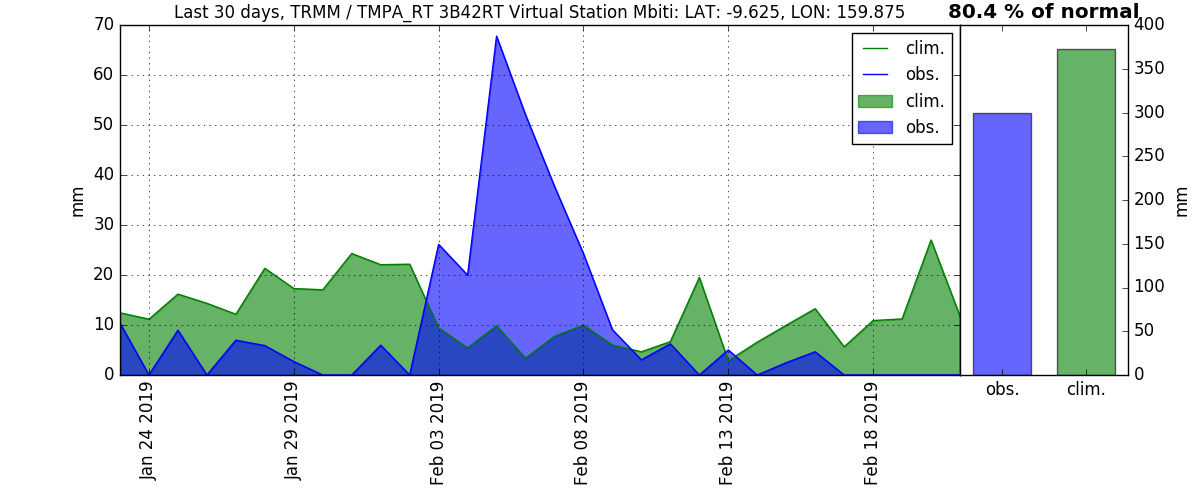 Last 30 days, TRMM / TMPA_RT 3B42RT Virtual Station Mbiti: LAT: -9.625, LON: 159.875
80.4 % of normal
70
60
50
40
30
20
10
0
mm
clim.
obs.
clim.
obs.
Jan 24 2019
Jan 29 2019
Feb 03 2019
Feb 08 2019
Feb 13 2019
Feb 18 2019
400
350
300
250
200
150
100
50
0
mm
obs.
clim.